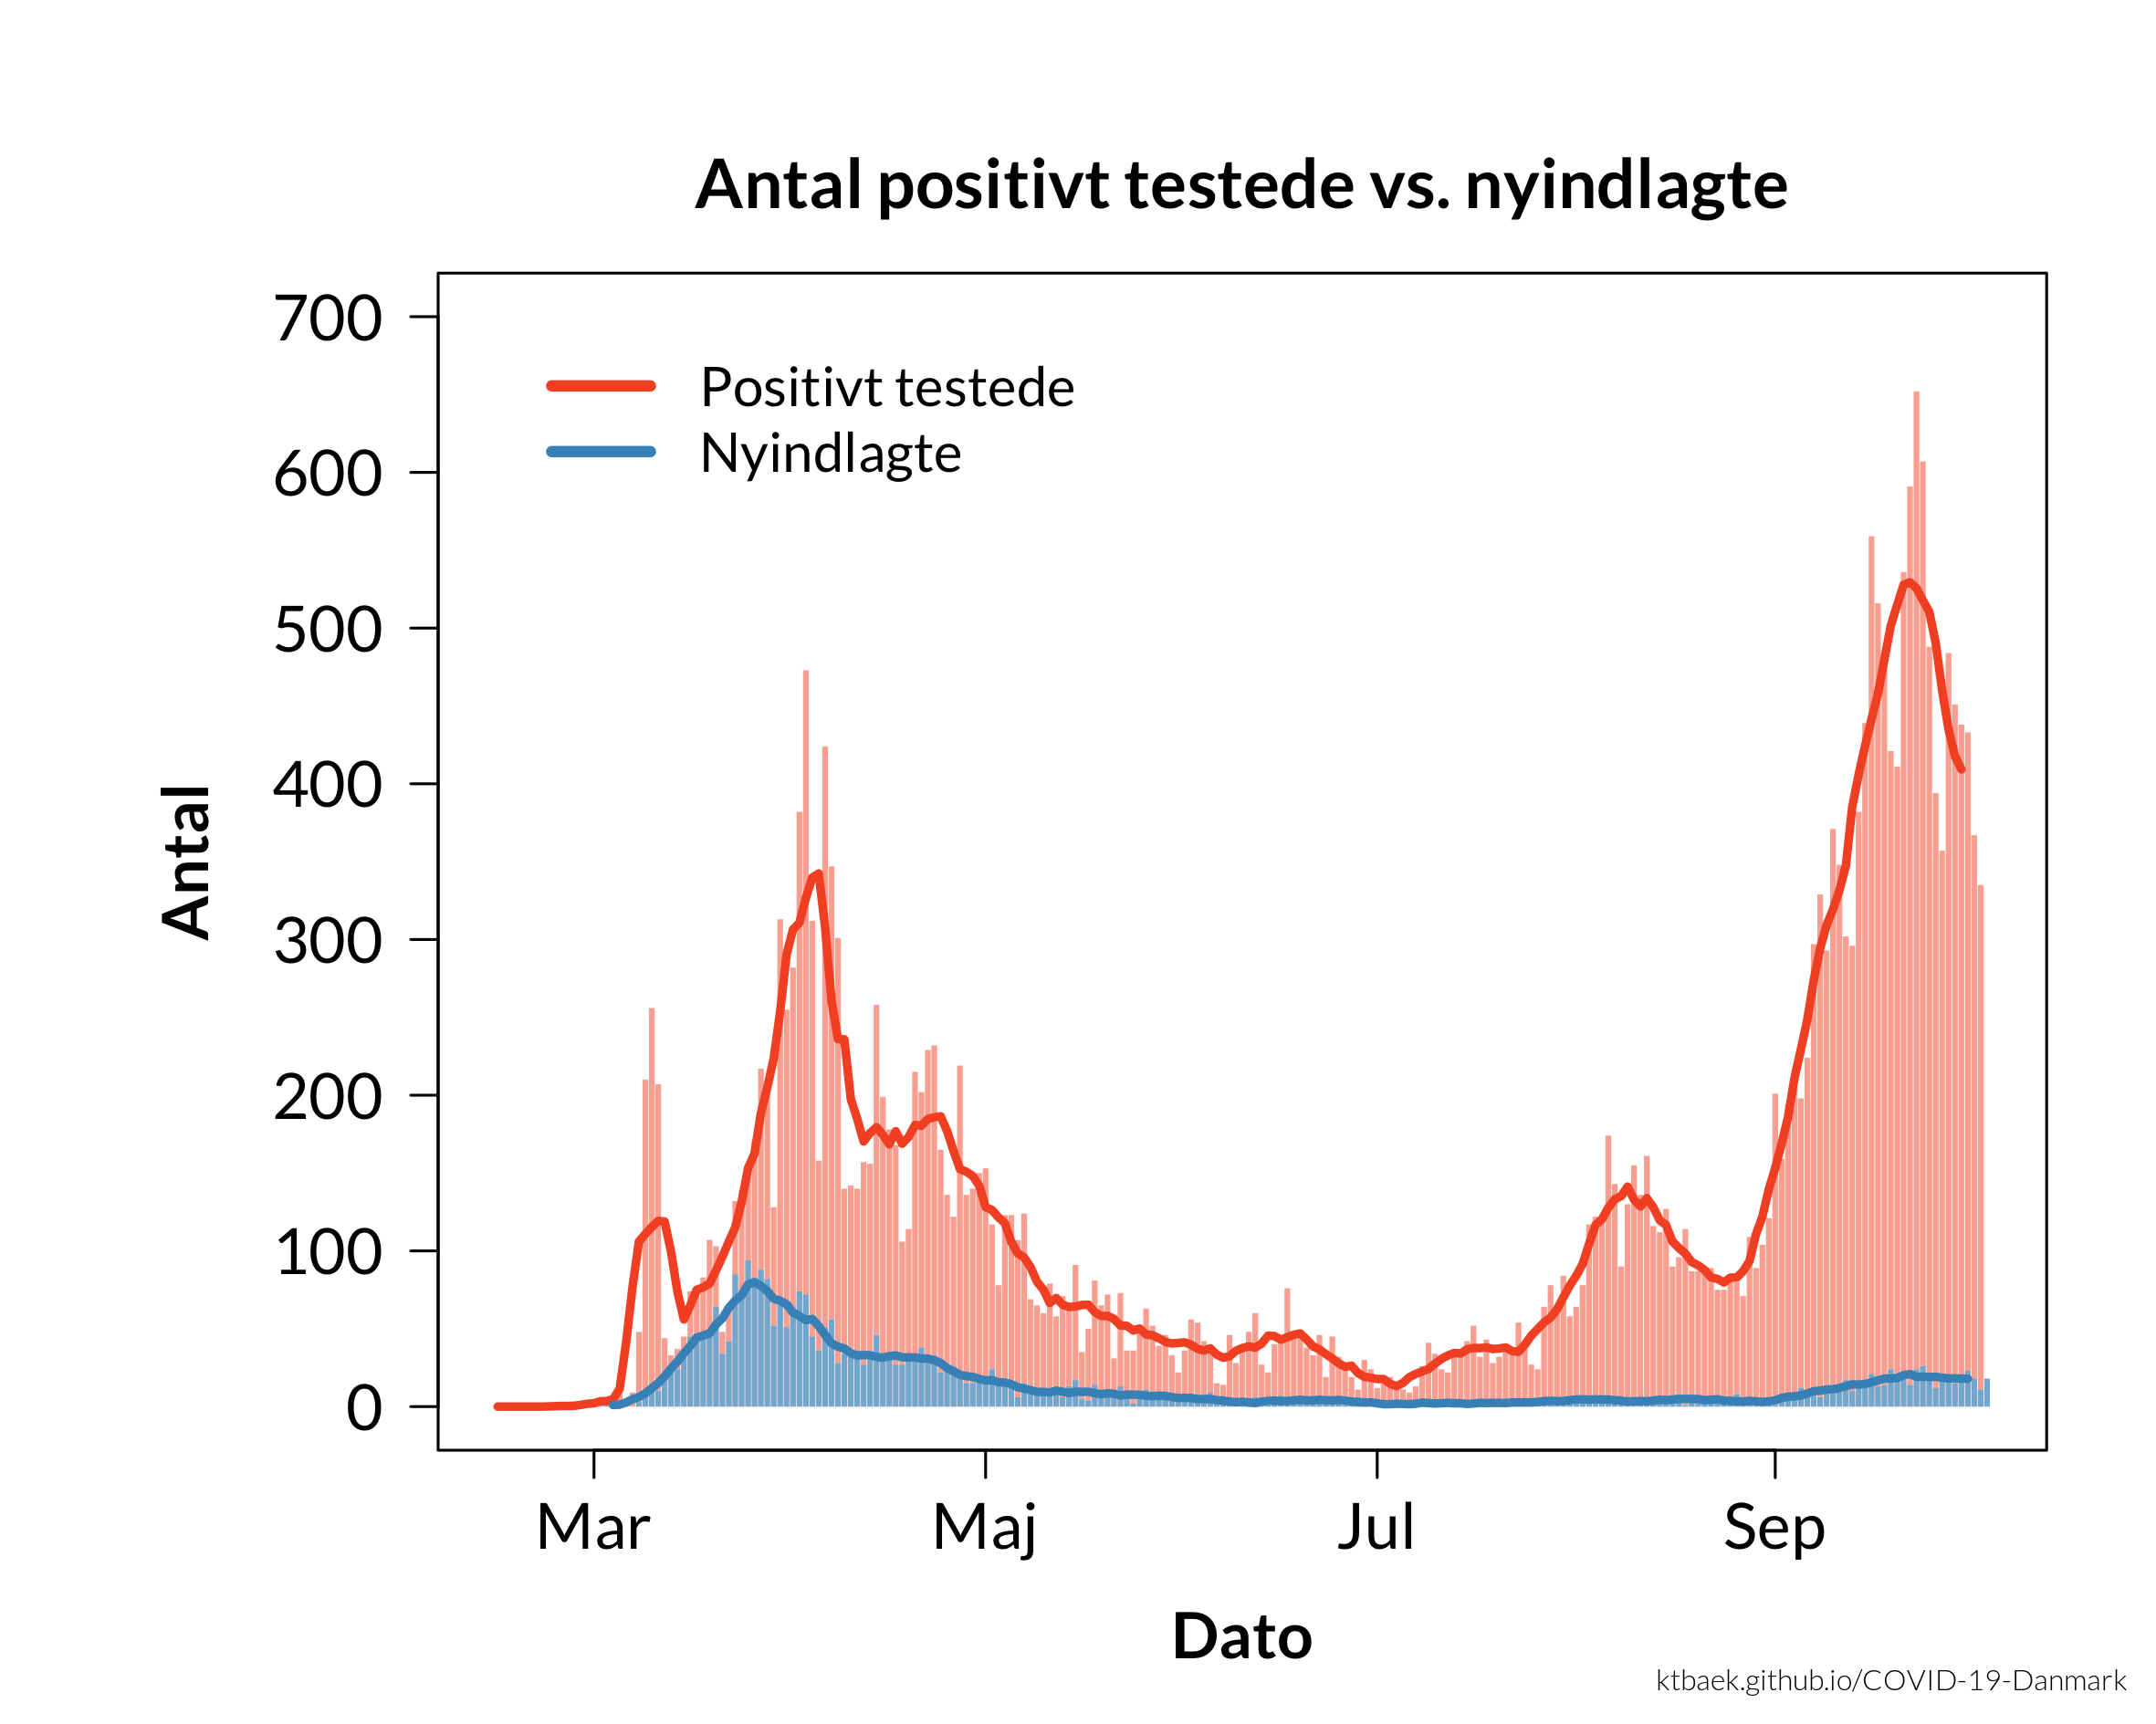 Antal positivt testede vs. nyindlagte
700
600
500
400
300
200
100
0
Positivt testede
Nyindlagte
Antal
Mar
Maj
Jul
Sep
Dato
ktbaek.github.io/COVID-19-Danmark